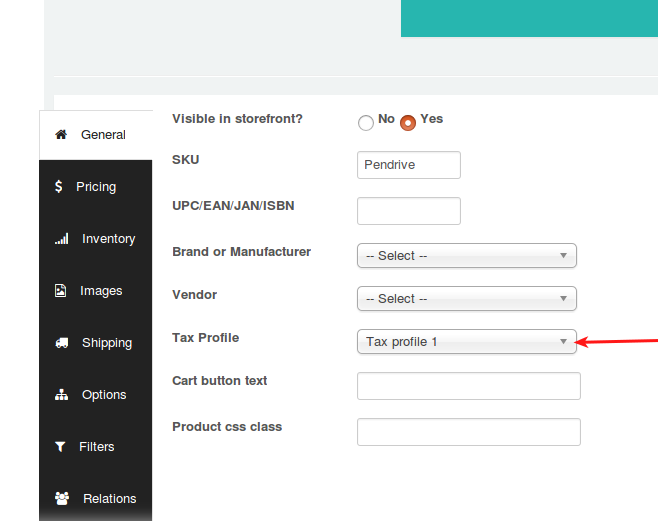 General
Pricing
Inventory
Images
Shipping
Options
Filters
Relations
Visible in storefront? No Yes
SKU Pendrive
UPC/EAN/JAN/ISBN
Brand or Manufacturer -- Select --
Vendor -- Select --
Tax Profile Tax profile 1
Cart button text
Product css class